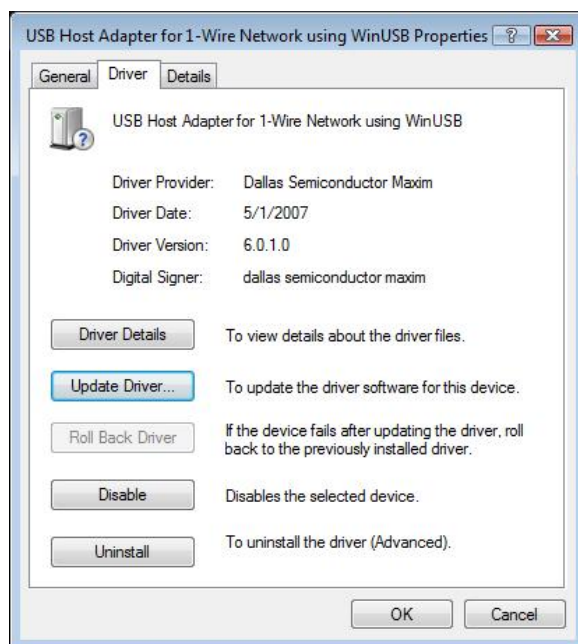 USB Host Adapter for 1-Wire Network using WinUSB Properties
General Driver Details
USB Host Adapter for 1-Wire Network using WinUSB
Driver Provider: Dallas Semiconductor Maxim
Driver Date: 5/1/2007
Driver Version: 6.0.1.0
Digital Signer: dallas semiconductor maxim
Driver Details To view details about the driver files.
Update Driver... To update the driver software for this device.
Roll Back Driver If the device fails after updating the driver, roll
back to the previously installed driver.
Disable Disables the selected device.
Uninstall To uninstall the driver (Advanced).
OK Cancel